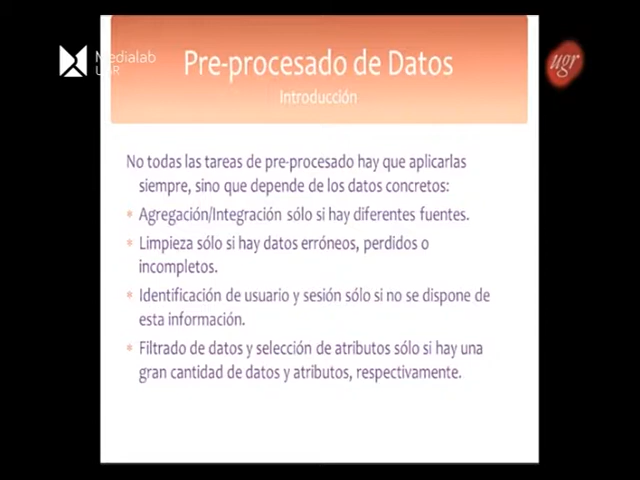 Medialab
UGR
Pre-procesado de Datos
Introducción
ugr
No todas las tareas de pre-procesado hay que aplicarlas
siempre, sino que depende de los datos concretos:
* Agregación/Integración sólo si hay diferentes fuentes.
* Limpieza sólo si hay datos erróneos, perdidos o
incompletos.
* Identificación de usuario y sesión sólo si no se dispone de
esta información.
* Filtrado de datos y selección de atributos sólo si hay una
gran cantidad de datos y atributos, respectivamente.